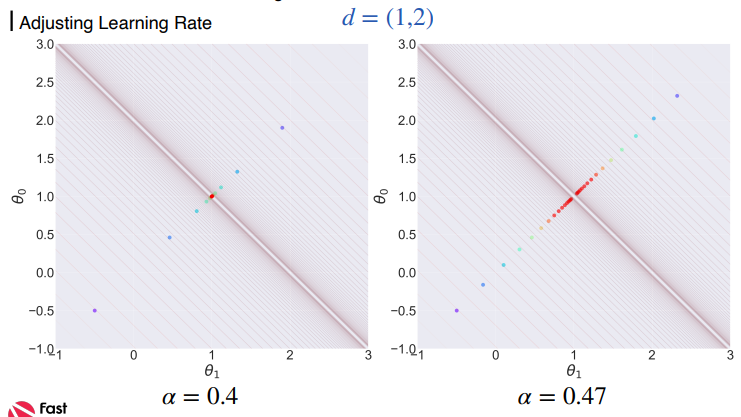 Adjusting Learning Rate
d = (1,2)
3.0
2.5
2.0
1.5
1.0
0.5
0.0
−0.5
−1.0
θ₀
−1 0 1 2 3
θ₁
α = 0.4
3.0
2.5
2.0
1.5
1.0
0.5
0.0
−0.5
−1.0
θ₀
−1 0 1 2 3
θ₁
α = 0.47
Fast